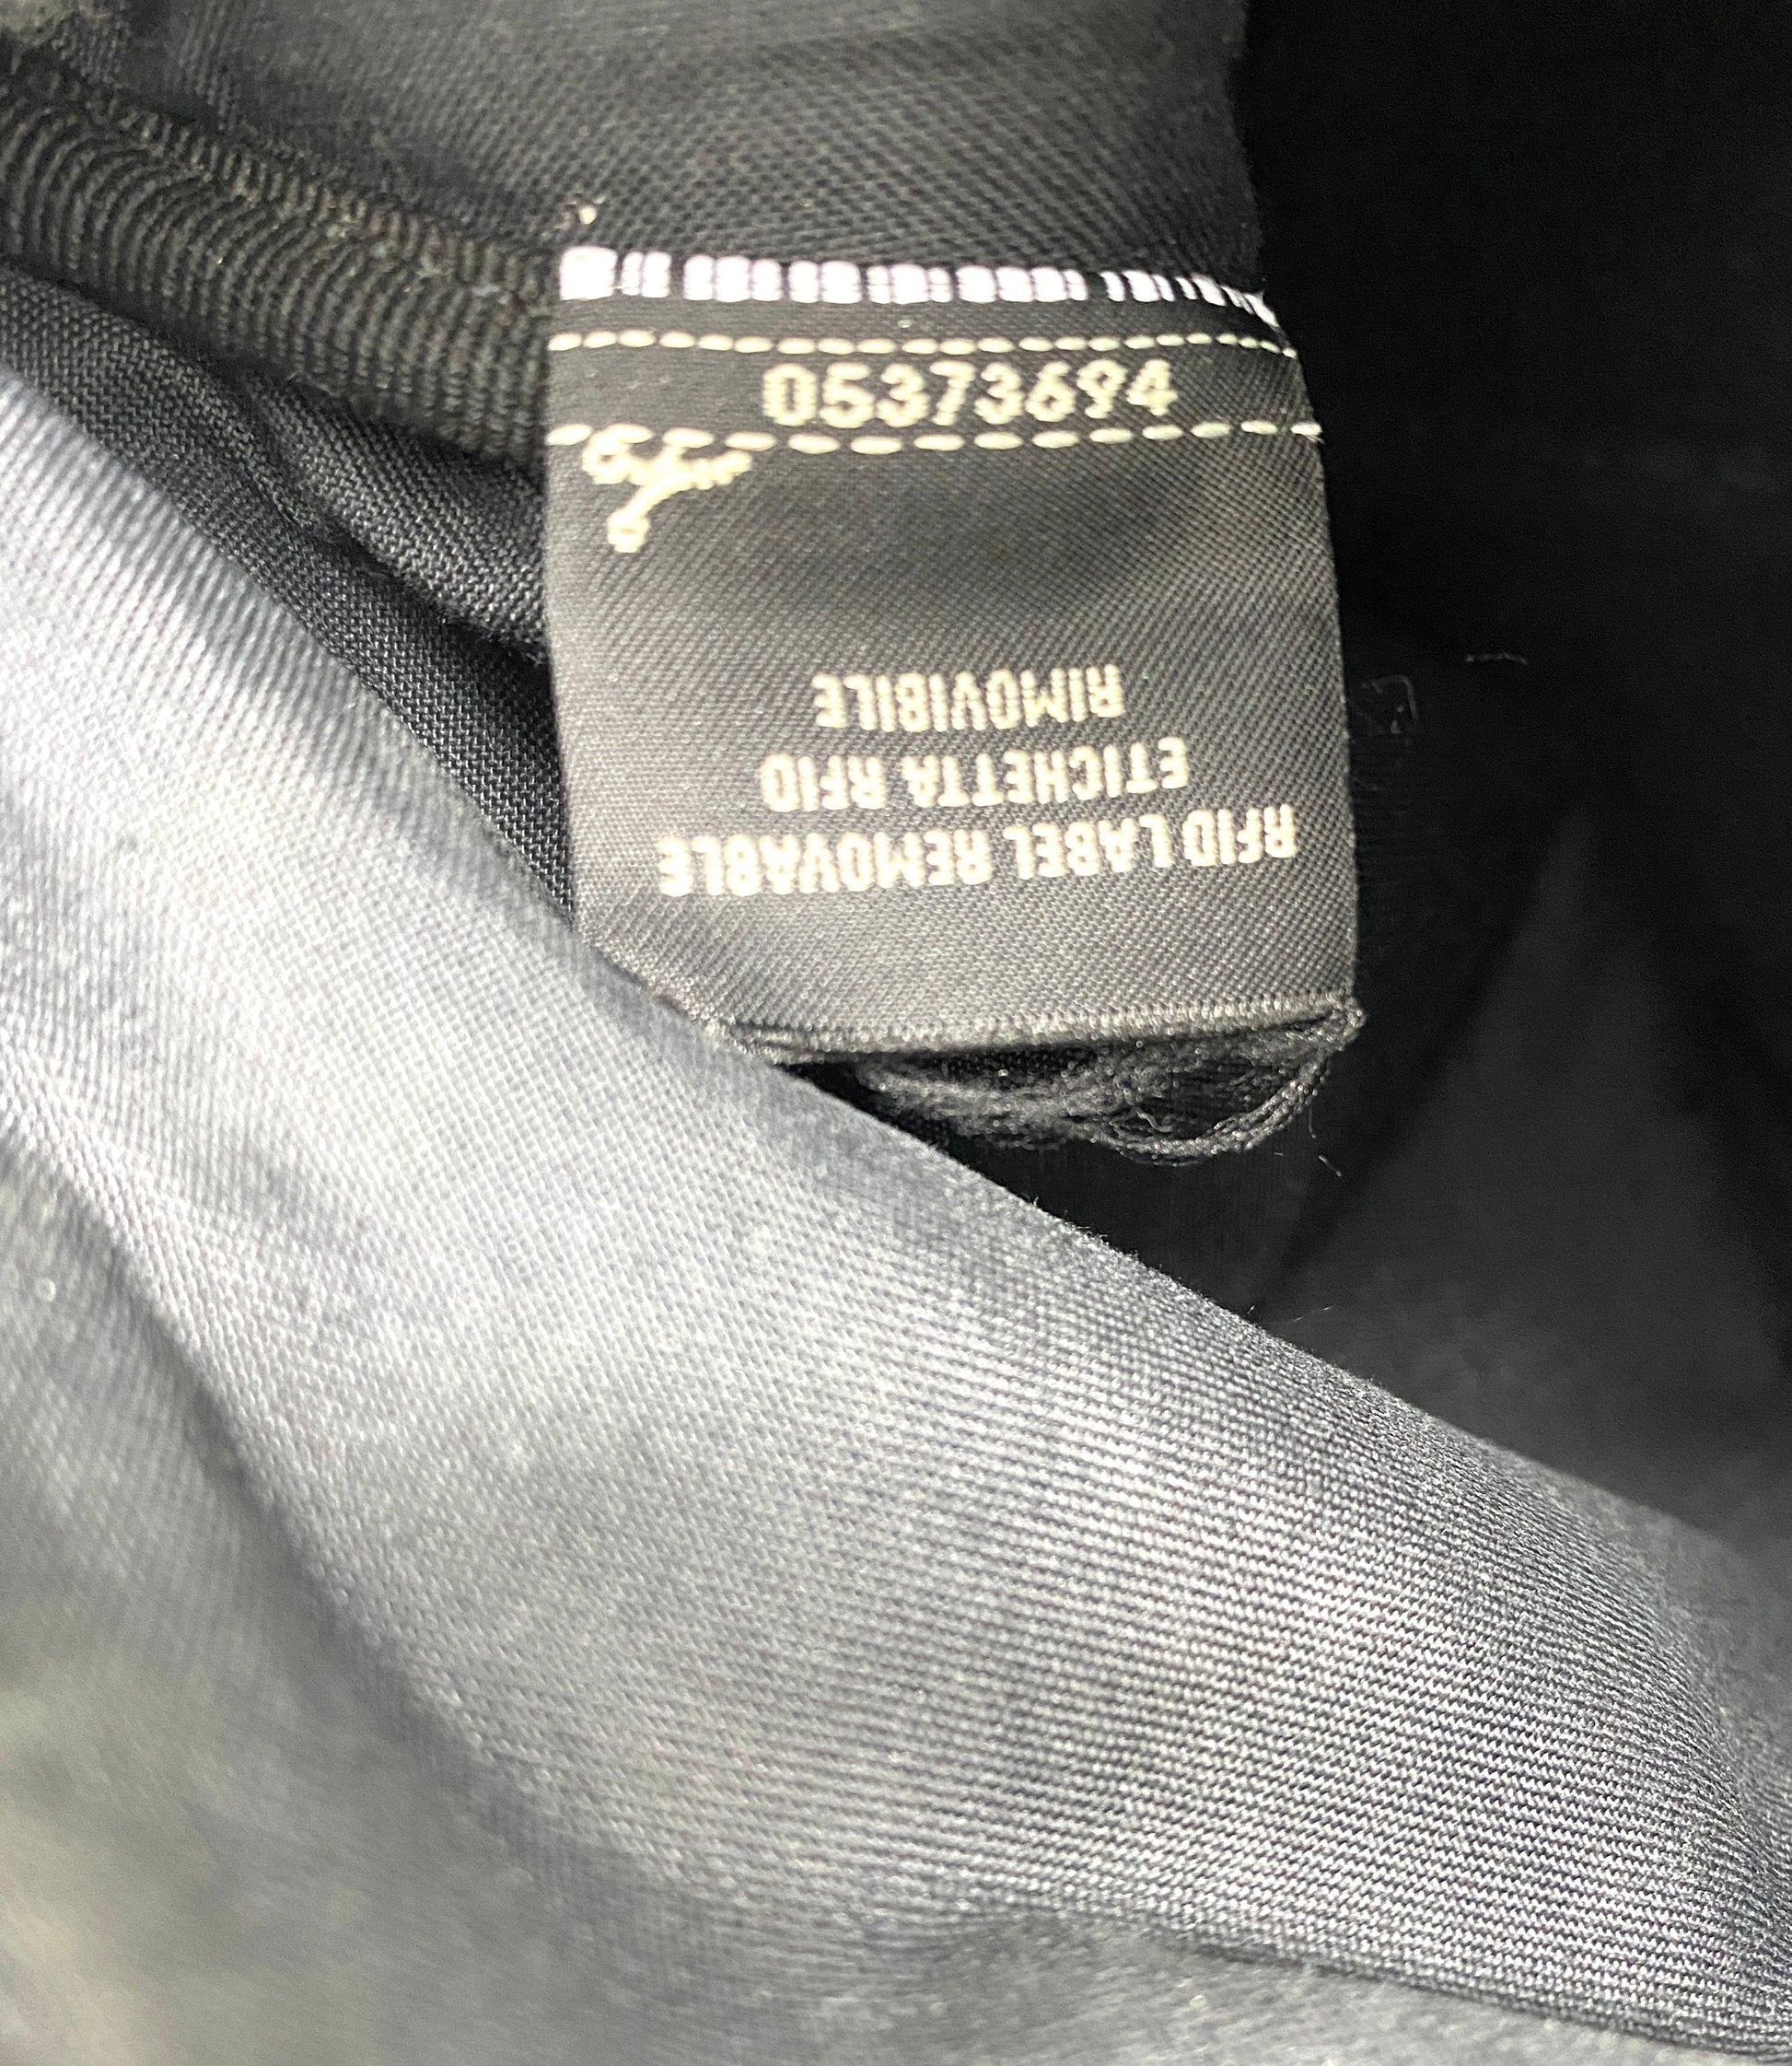 05373694
RFID LABEL REMOVABLE
ETICHETTA RFID
RIMOVIBILE